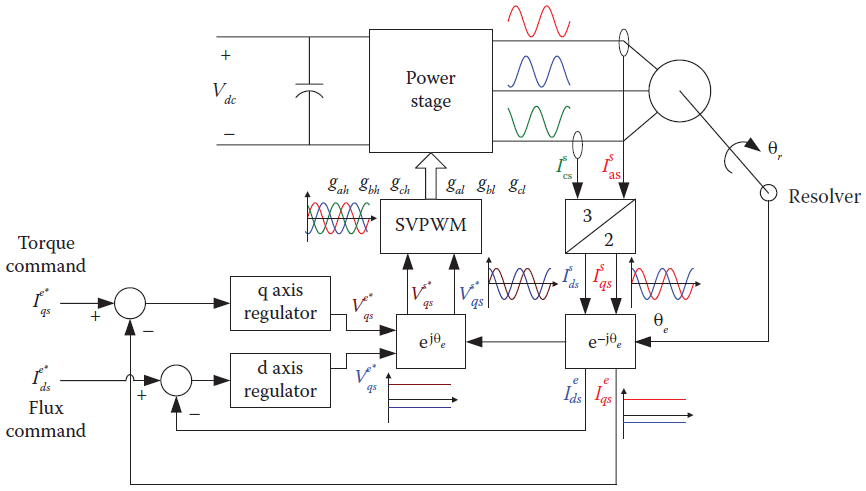 +
V_dc
−
Power
stage
θ_r
Resolver
I^s_cs
I^s_as
g_ah g_bh g_ch
g_al g_bl g_cl
SVPWM
3
2
Torque
command
I^e*_qs
+
−
q axis
regulator
V^e*_qs
V^s*_qs
V^s*_qs
I^s_ds
I^s_qs
θ_e
e^jθ_e
e^−jθ_e
I^e*_ds
+
−
Flux
command
d axis
regulator
V^e*_qs
I^e_ds
I^e_qs